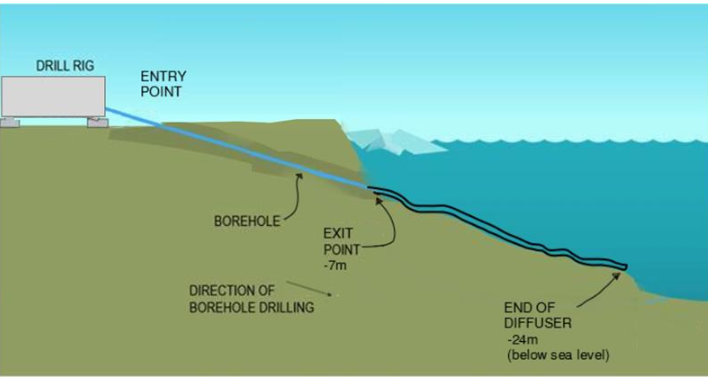 DRILL RIG
ENTRY
POINT
BOREHOLE
EXIT
POINT
-7m
DIRECTION OF
BOREHOLE DRILLING
END OF
DIFFUSER
-24m
(below sea level)